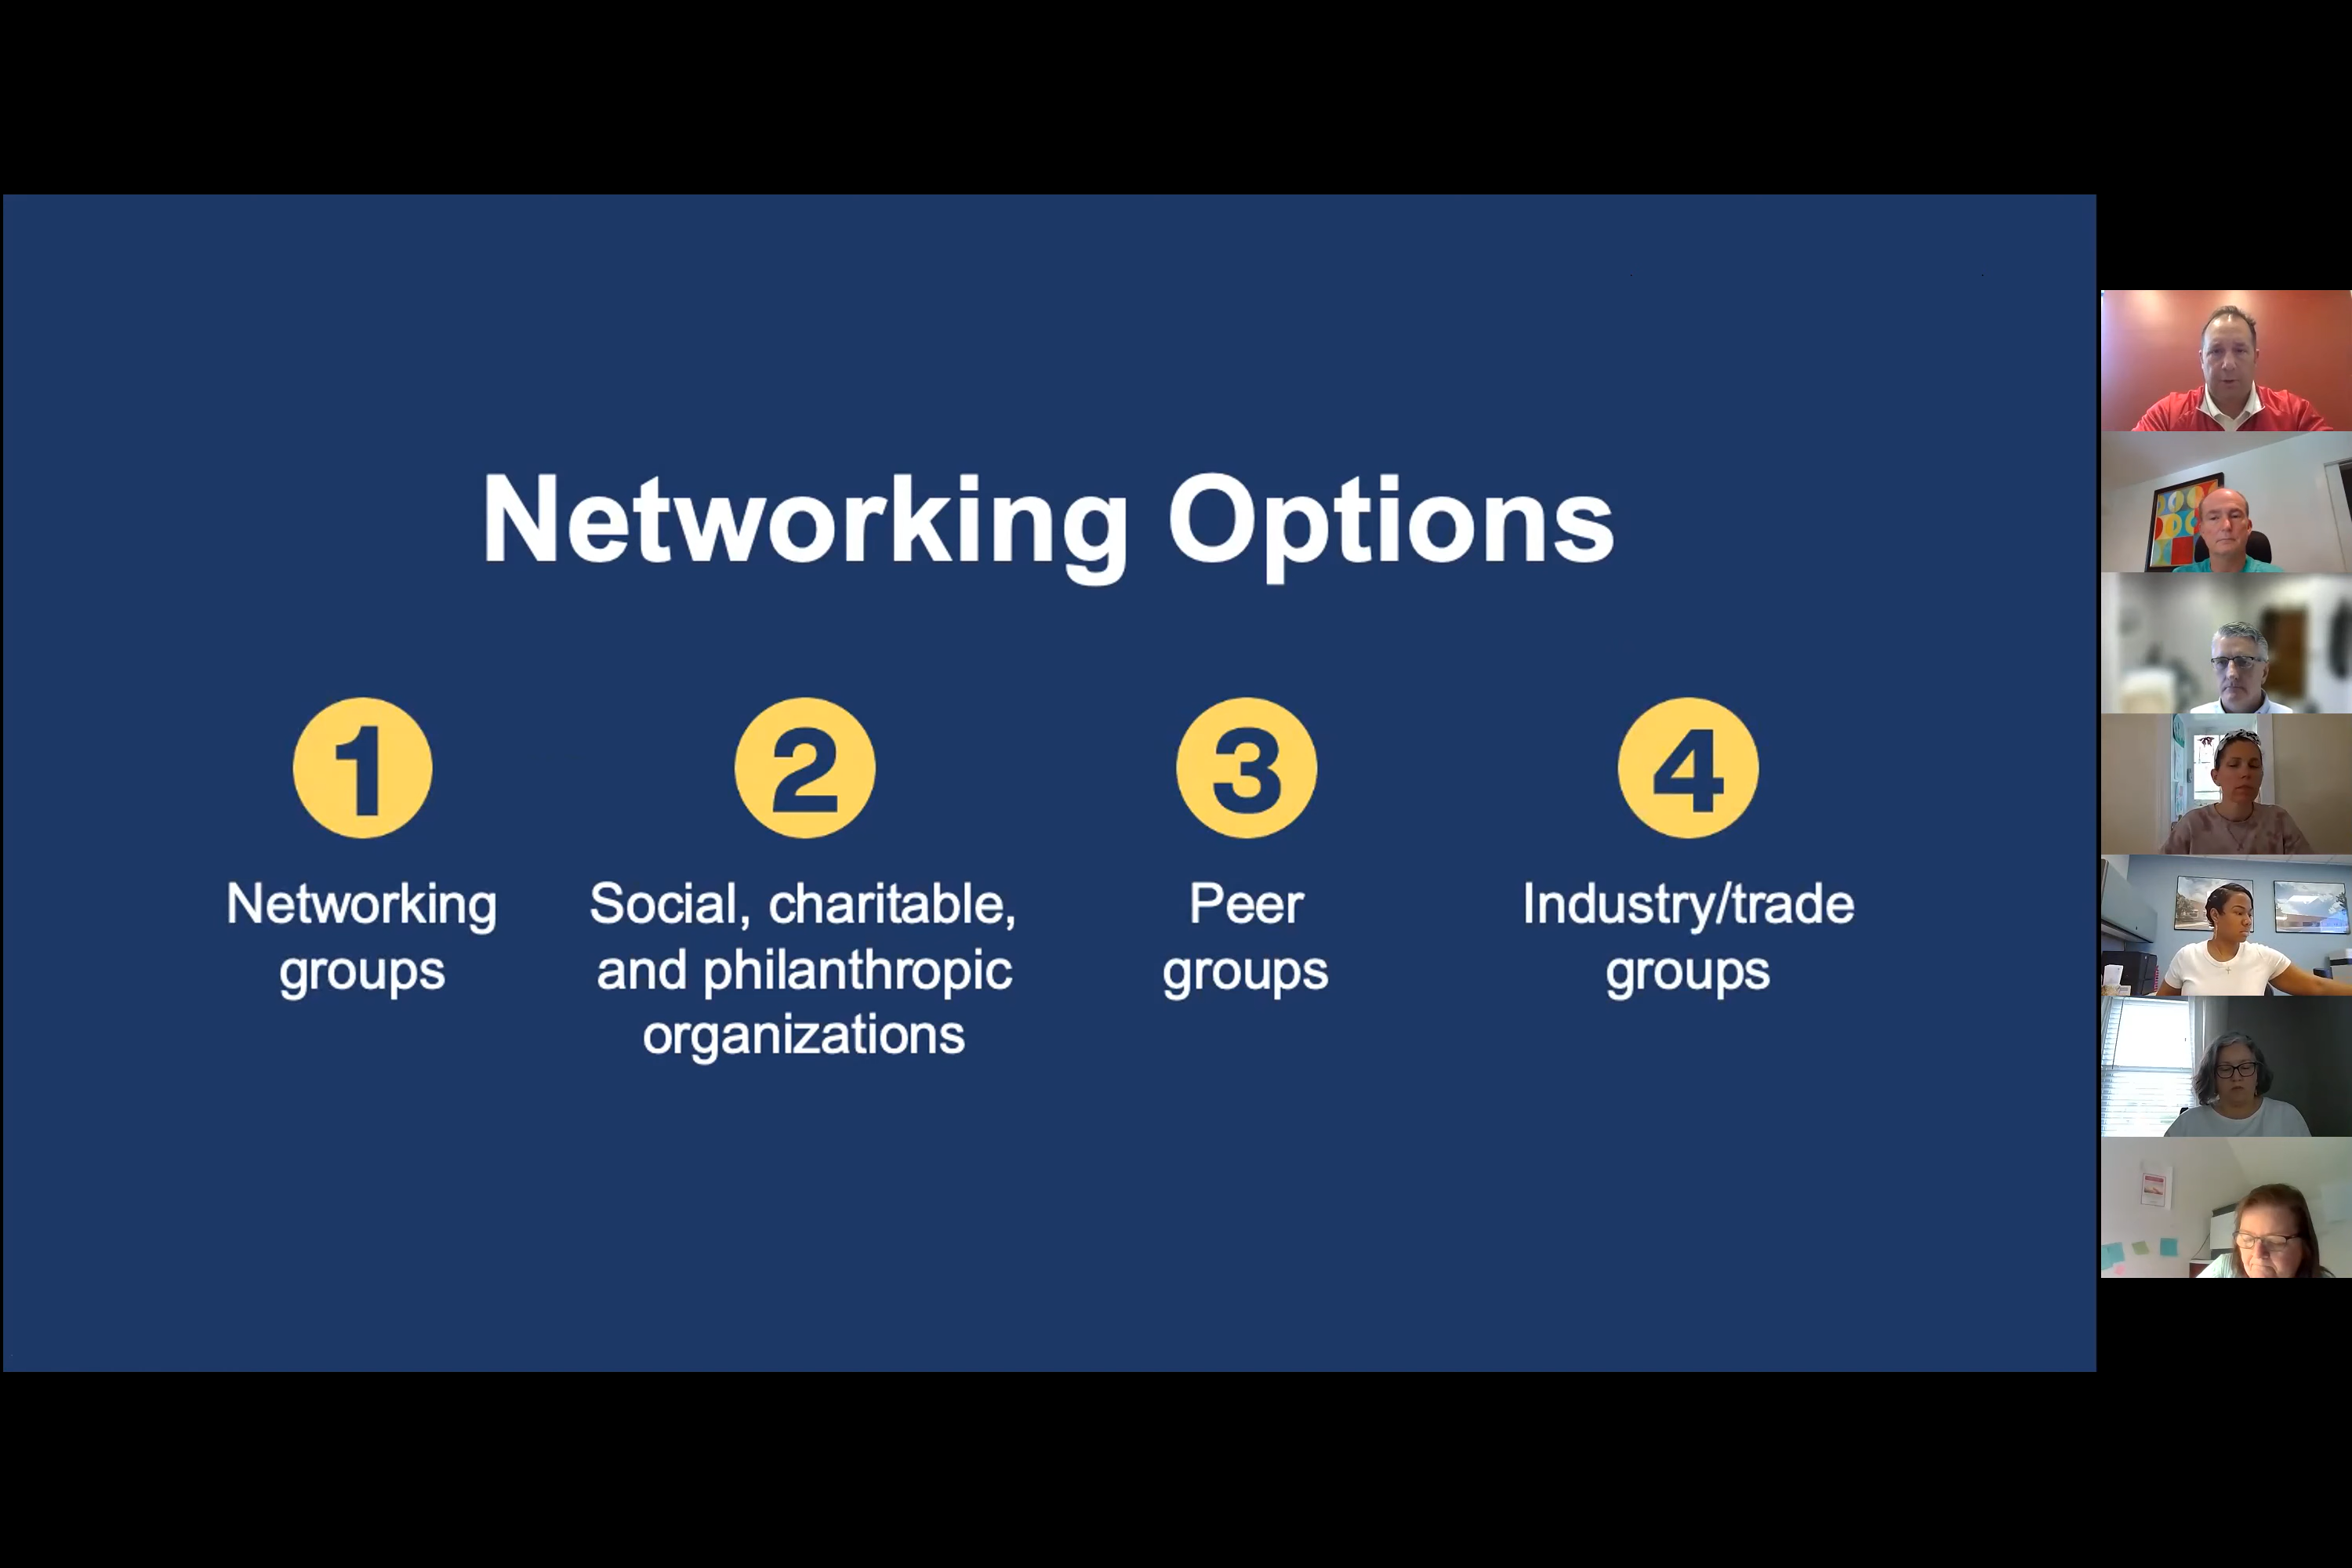 Networking Options
1
Networking
groups
2
Social, charitable,
and philanthropic
organizations
3
Peer
groups
4
Industry/trade
groups